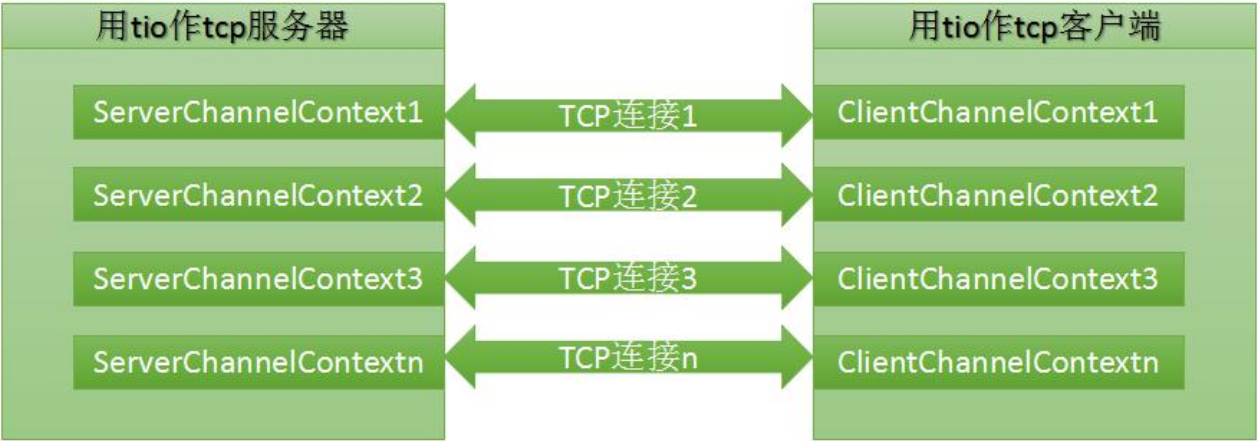 用tio作tcp服务器
用tio作tcp客户端
ServerChannelContext1
TCP连接1
ClientChannelContext1
ServerChannelContext2
TCP连接2
ClientChannelContext2
ServerChannelContext3
TCP连接3
ClientChannelContext3
ServerChannelContextn
TCP连接n
ClientChannelContextn